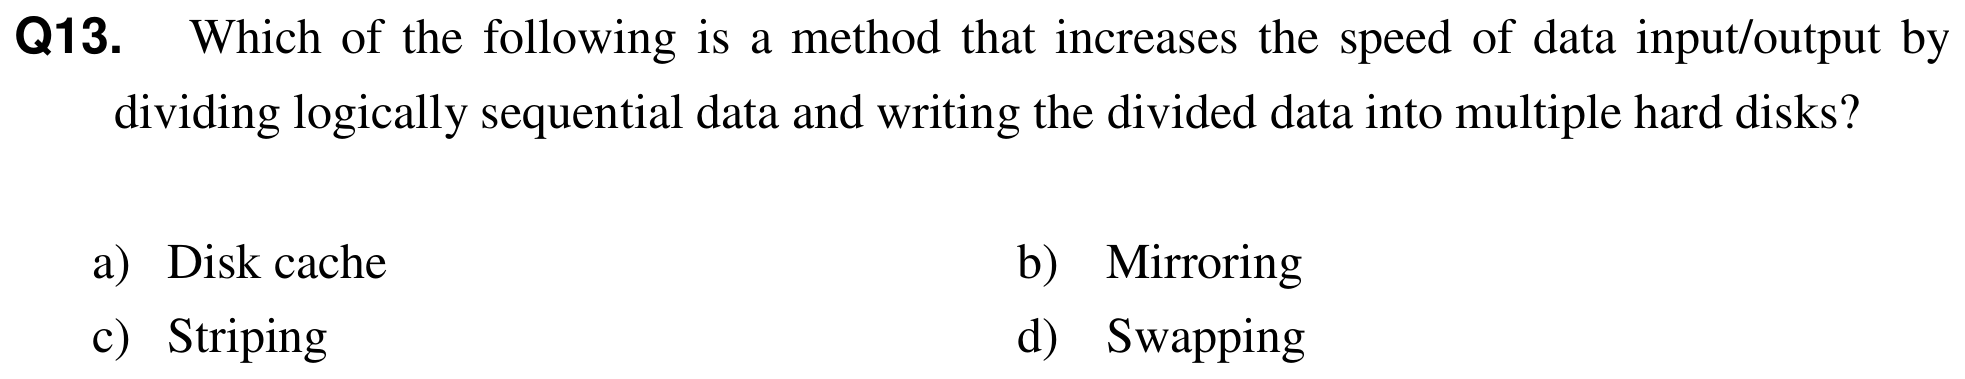 Q13. Which of the following is a method that increases the speed of data input/output by
dividing logically sequential data and writing the divided data into multiple hard disks?
a) Disk cache b) Mirroring
c) Striping d) Swapping